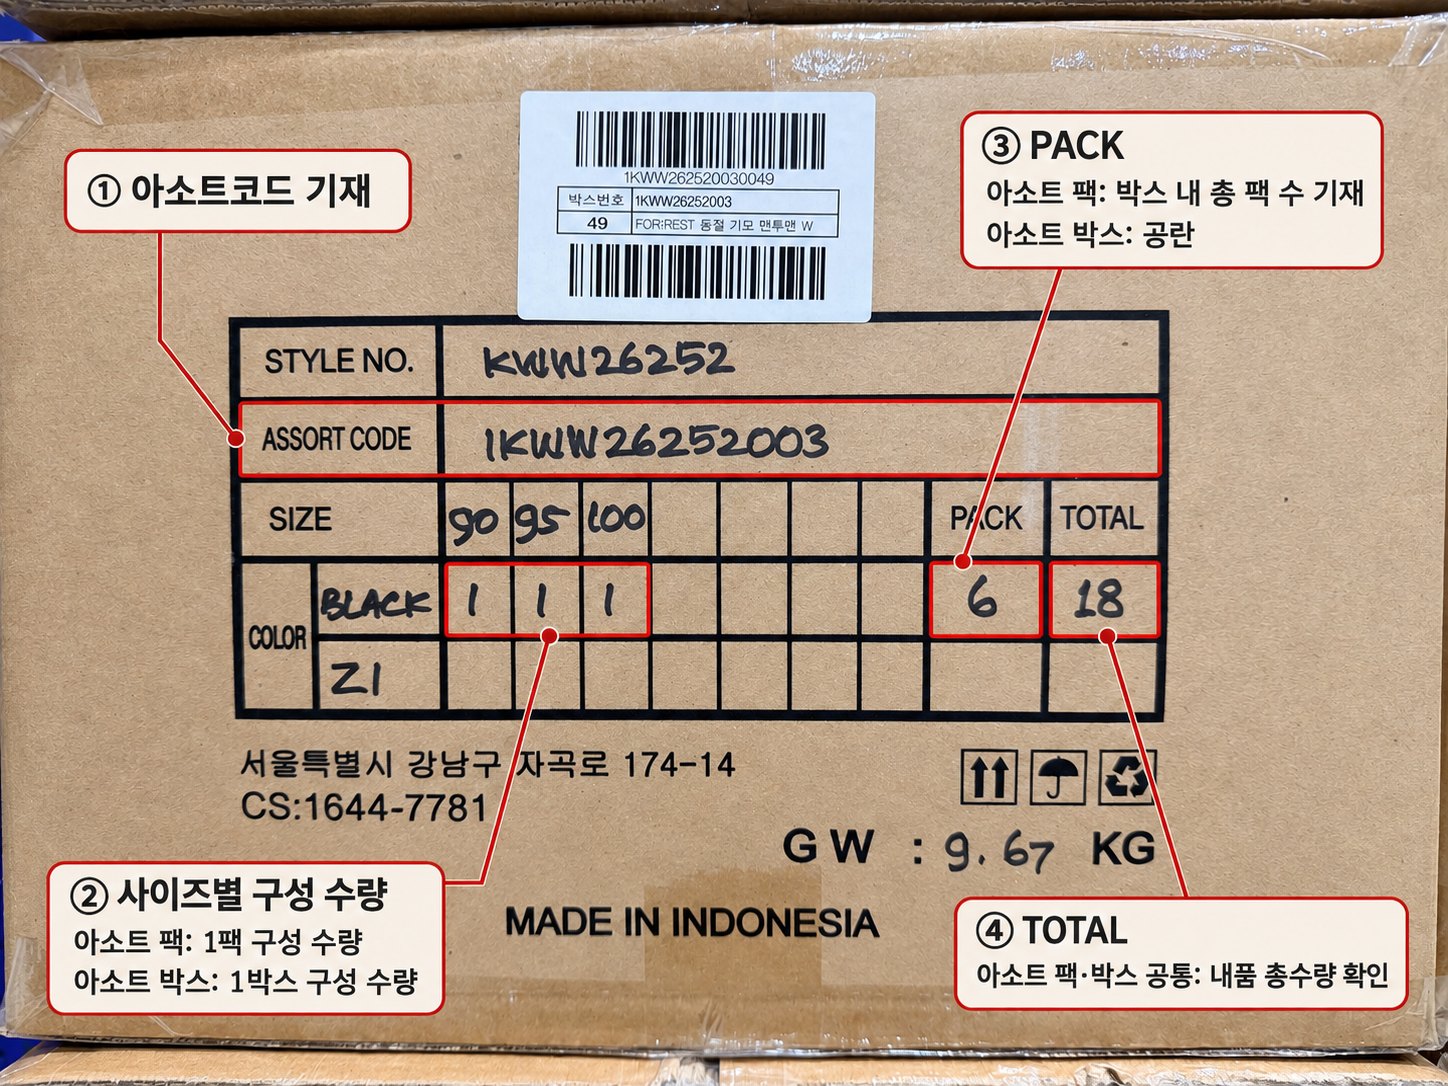 1KWW262520030049
박스번호 1KWW26252003
49 FOR:REST 동절 기모 맨투맨 W
① 아소트코드 기재
③ PACK
아소트 팩: 박스 내 총 팩 수 기재
아소트 박스: 공란
STYLE NO. KWW26252
ASSORT CODE 1KWW26252003
SIZE 90 95 100 PACK TOTAL
COLOR BLACK 1 1 1 6 18
Z1
서울특별시 강남구 자곡로 174-14
CS:1644-7781
GW : 9.67 KG
MADE IN INDONESIA
② 사이즈별 구성 수량
아소트 팩: 1팩 구성 수량
아소트 박스: 1박스 구성 수량
④ TOTAL
아소트 팩·박스 공통: 내품 총수량 확인